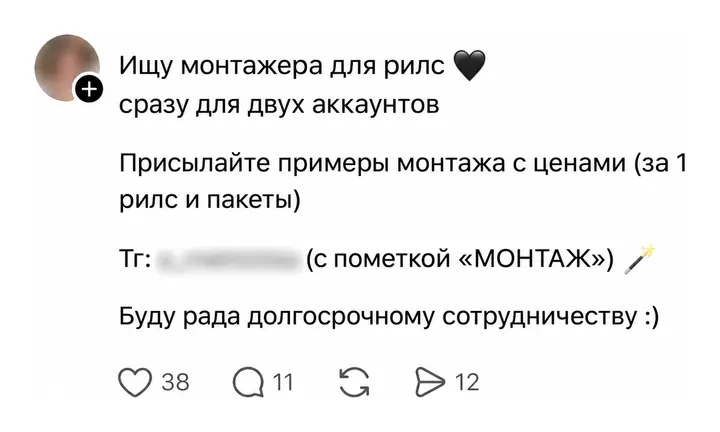 Ищу монтажера для рилс 🖤
сразу для двух аккаунтов
Присылайте примеры монтажа с ценами (за 1
рилс и пакеты)
Тг: (с пометкой «МОНТАЖ») 🪄
Буду рада долгосрочному сотрудничеству :)
38 11 12